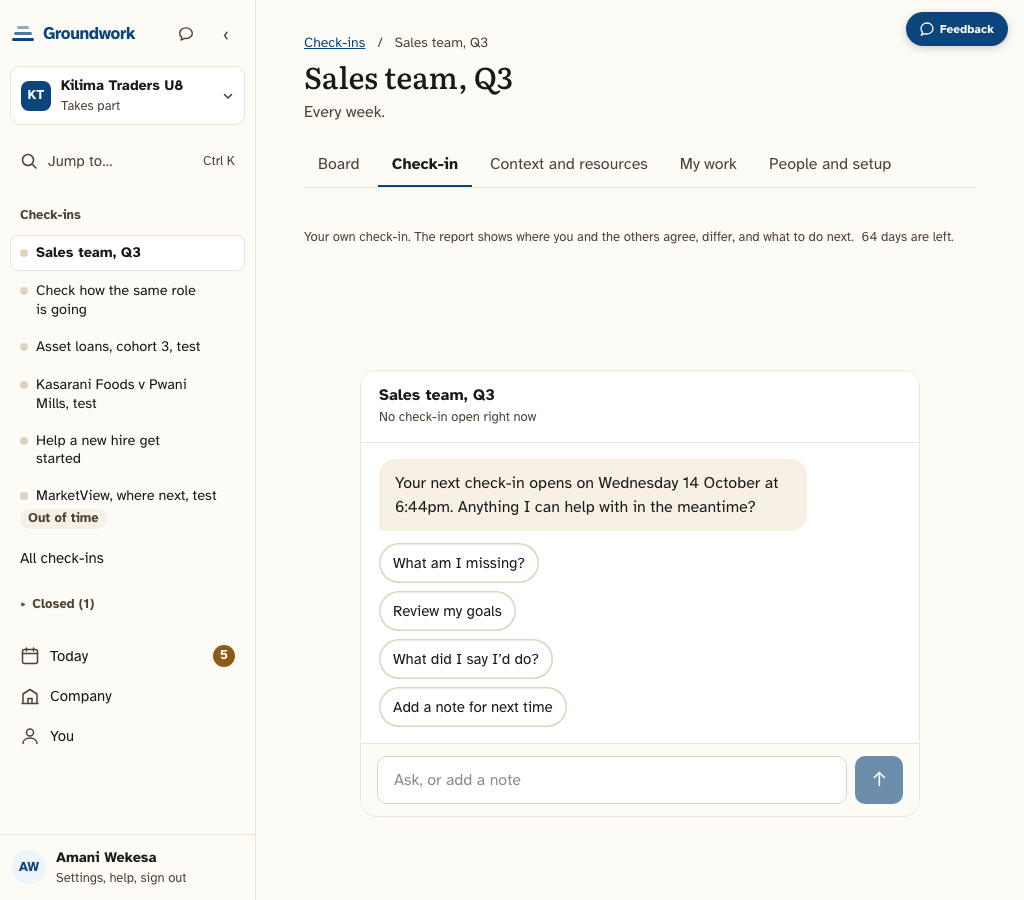 Groundwork
KT
Kilima Traders U8
Takes part
Jump to...
Ctrl K
Check-ins
Sales team, Q3
Check how the same role
is going
Asset loans, cohort 3, test
Kasarani Foods v Pwani
Mills, test
Help a new hire get
started
MarketView, where next, test
Out of time
All check-ins
Closed (1)
Today
5
Company
You
AW
Amani Wekesa
Settings, help, sign out
Feedback
Check-ins / Sales team, Q3
Sales team, Q3
Every week.
Board
Check-in
Context and resources
My work
People and setup
Your own check-in. The report shows where you and the others agree, differ, and what to do next. 64 days are left.
Sales team, Q3
No check-in open right now
Your next check-in opens on Wednesday 14 October at
6:44pm. Anything I can help with in the meantime?
What am I missing?
Review my goals
What did I say I'd do?
Add a note for next time
Ask, or add a note